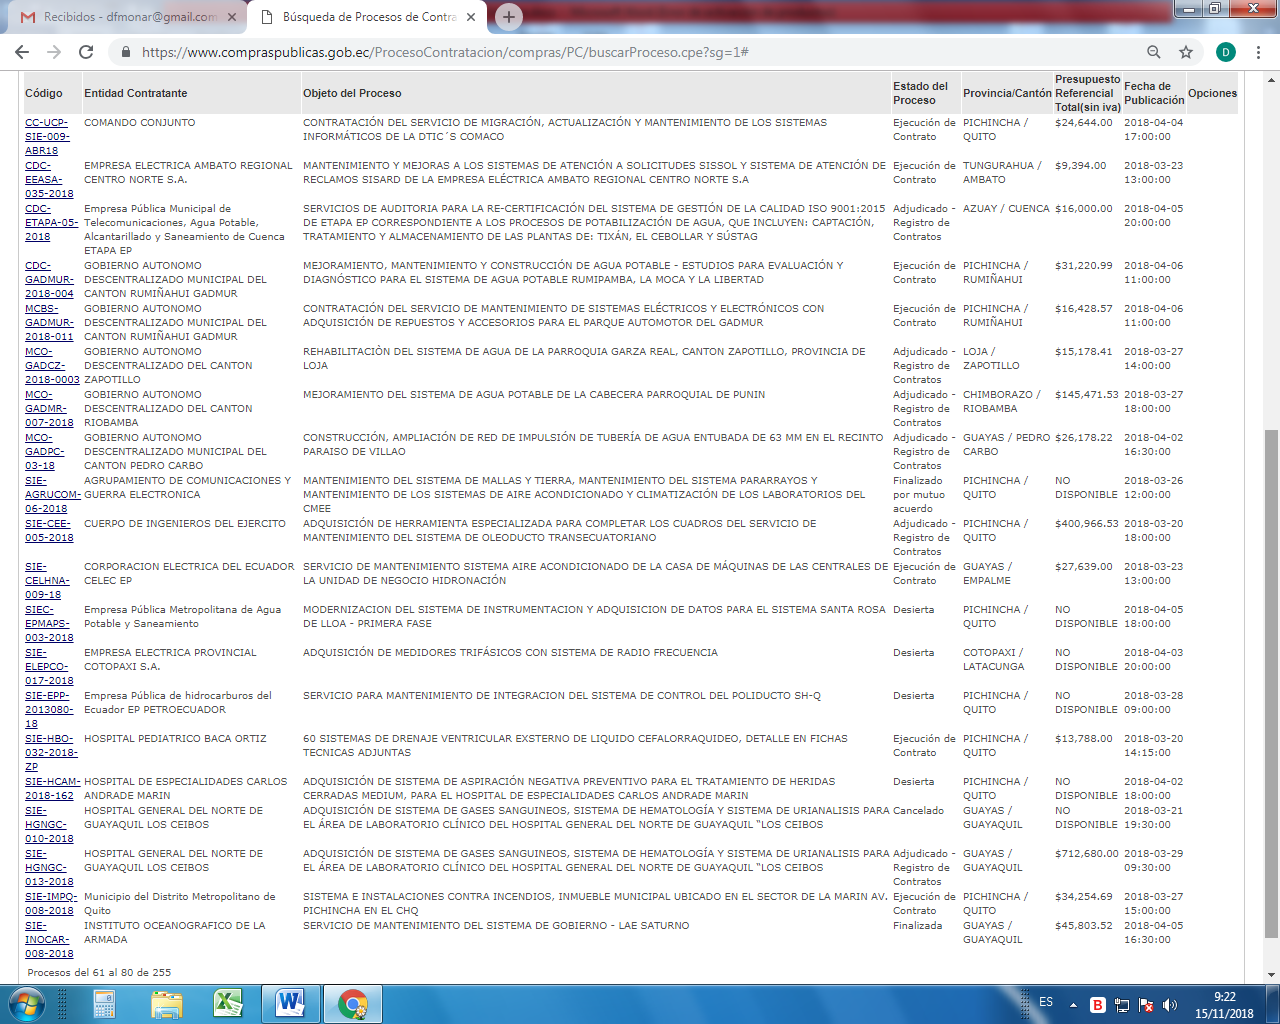 Recibidos - dfmonar@gmail.com
Búsqueda de Procesos de Contra
https://www.compraspublicas.gob.ec/ProcesoContratacion/compras/PC/buscarProceso.cpe?sg=1#
D
Código Entidad Contratante Objeto del Proceso Estado del Proceso Provincia/Cantón Presupuesto Referencial Total(sin iva) Fecha de Publicación Opciones
CC-UCP-SIE-009-ABR18 COMANDO CONJUNTO CONTRATACIÓN DEL SERVICIO DE MIGRACIÓN, ACTUALIZACIÓN Y MANTENIMIENTO DE LOS SISTEMAS INFORMÁTICOS DE LA DTIC´S COMACO Ejecución de Contrato PICHINCHA / QUITO $24,644.00 2018-04-04 17:00:00
CDC-EEASA-035-2018 EMPRESA ELECTRICA AMBATO REGIONAL CENTRO NORTE S.A. MANTENIMIENTO Y MEJORAS A LOS SISTEMAS DE ATENCIÓN A SOLICITUDES SISSOL Y SISTEMA DE ATENCIÓN DE RECLAMOS SISARD DE LA EMPRESA ELÉCTRICA AMBATO REGIONAL CENTRO NORTE S.A Ejecución de Contrato TUNGURAHUA / AMBATO $9,394.00 2018-03-23 13:00:00
CDC-ETAPA-05-2018 Empresa Pública Municipal de Telecomunicaciones, Agua Potable, Alcantarillado y Saneamiento de Cuenca ETAPA EP SERVICIOS DE AUDITORIA PARA LA RE-CERTIFICACIÓN DEL SISTEMA DE GESTIÓN DE LA CALIDAD ISO 9001:2015 DE ETAPA EP CORRESPONDIENTE A LOS PROCESOS DE POTABILIZACIÓN DE AGUA, QUE INCLUYEN: CAPTACIÓN, TRATAMIENTO Y ALMACENAMIENTO DE LAS PLANTAS DE: TIXÁN, EL CEBOLLAR Y SÚSTAG Adjudicado - Registro de Contratos AZUAY / CUENCA $16,000.00 2018-04-05 20:00:00
CDC-GADMUR-2018-004 GOBIERNO AUTONOMO DESCENTRALIZADO MUNICIPAL DEL CANTON RUMIÑAHUI GADMUR MEJORAMIENTO, MANTENIMIENTO Y CONSTRUCCIÓN DE AGUA POTABLE - ESTUDIOS PARA EVALUACIÓN Y DIAGNÓSTICO PARA EL SISTEMA DE AGUA POTABLE RUMIPAMBA, LA MOCA Y LA LIBERTAD Ejecución de Contrato PICHINCHA / RUMIÑAHUI $31,220.99 2018-04-06 11:00:00
MCBS-GADMUR-2018-011 GOBIERNO AUTONOMO DESCENTRALIZADO MUNICIPAL DEL CANTON RUMIÑAHUI GADMUR CONTRATACIÓN DEL SERVICIO DE MANTENIMIENTO DE SISTEMAS ELÉCTRICOS Y ELECTRÓNICOS CON ADQUISICIÓN DE REPUESTOS Y ACCESORIOS PARA EL PARQUE AUTOMOTOR DEL GADMUR Ejecución de Contrato PICHINCHA / RUMIÑAHUI $16,428.57 2018-04-06 11:00:00
MCO-GADCZ-2018-0003 GOBIERNO AUTONOMO DESCENTRALIZADO DEL CANTON ZAPOTILLO REHABILITACIÒN DEL SISTEMA DE AGUA DE LA PARROQUIA GARZA REAL, CANTON ZAPOTILLO, PROVINCIA DE LOJA Adjudicado - Registro de Contratos LOJA / ZAPOTILLO $15,178.41 2018-03-27 14:00:00
MCO-GADMR-007-2018 GOBIERNO AUTONOMO DESCENTRALIZADO DEL CANTON RIOBAMBA MEJORAMIENTO DEL SISTEMA DE AGUA POTABLE DE LA CABECERA PARROQUIAL DE PUNIN Adjudicado - Registro de Contratos CHIMBORAZO / RIOBAMBA $145,471.53 2018-03-27 18:00:00
MCO-GADPC-03-18 GOBIERNO AUTONOMO DESCENTRALIZADO MUNICIPAL DEL CANTON PEDRO CARBO CONSTRUCCIÓN, AMPLIACIÓN DE RED DE IMPULSIÓN DE TUBERÍA DE AGUA ENTUBADA DE 63 MM EN EL RECINTO PARAISO DE VILLAO Adjudicado - Registro de Contratos GUAYAS / PEDRO CARBO $26,178.22 2018-04-02 16:30:00
SIE-AGRUCOM-06-2018 AGRUPAMIENTO DE COMUNICACIONES Y GUERRA ELECTRONICA MANTENIMIENTO DEL SISTEMA DE MALLAS Y TIERRA, MANTENIMIENTO DEL SISTEMA PARARRAYOS Y MANTENIMIENTO DE LOS SISTEMAS DE AIRE ACONDICIONADO Y CLIMATIZACIÓN DE LOS LABORATORIOS DEL CMEE Finalizado por mutuo acuerdo PICHINCHA / QUITO NO DISPONIBLE 2018-03-26 12:00:00
SIE-CEE-005-2018 CUERPO DE INGENIEROS DEL EJERCITO ADQUISICIÓN DE HERRAMIENTA ESPECIALIZADA PARA COMPLETAR LOS CUADROS DEL SERVICIO DE MANTENIMIENTO DEL SISTEMA DE OLEODUCTO TRANSECUATORIANO Adjudicado - Registro de Contratos PICHINCHA / QUITO $400,966.53 2018-03-20 18:00:00
SIE-CELHNA-009-18 CORPORACION ELECTRICA DEL ECUADOR CELEC EP SERVICIO DE MANTENIMIENTO SISTEMA AIRE ACONDICIONADO DE LA CASA DE MÁQUINAS DE LAS CENTRALES DE LA UNIDAD DE NEGOCIO HIDRONACIÓN Ejecución de Contrato GUAYAS / EMPALME $27,639.00 2018-03-23 13:00:00
SIEC-EPMAPS-003-2018 Empresa Pública Metropolitana de Agua Potable y Saneamiento MODERNIZACION DEL SISTEMA DE INSTRUMENTACION Y ADQUISICION DE DATOS PARA EL SISTEMA SANTA ROSA DE LLOA - PRIMERA FASE Desierta PICHINCHA / QUITO NO DISPONIBLE 2018-04-05 18:00:00
SIE-ELEPCO-017-2018 EMPRESA ELECTRICA PROVINCIAL COTOPAXI S.A. ADQUISICIÓN DE MEDIDORES TRIFÁSICOS CON SISTEMA DE RADIO FRECUENCIA Desierta COTOPAXI / LATACUNGA NO DISPONIBLE 2018-04-03 20:00:00
SIE-EPP-2013080-18 Empresa Pública de hidrocarburos del Ecuador EP PETROECUADOR SERVICIO PARA MANTENIMIENTO DE INTEGRACION DEL SISTEMA DE CONTROL DEL POLIDUCTO SH-Q Desierta PICHINCHA / QUITO NO DISPONIBLE 2018-03-28 09:00:00
SIE-HBO-032-2018-ZP HOSPITAL PEDIATRICO BACA ORTIZ 60 SISTEMAS DE DRENAJE VENTRICULAR EXSTERNO DE LIQUIDO CEFALORRAQUIDEO, DETALLE EN FICHAS TECNICAS ADJUNTAS Ejecución de Contrato PICHINCHA / QUITO $13,788.00 2018-03-20 14:15:00
SIE-HCAM-2018-162 HOSPITAL DE ESPECIALIDADES CARLOS ANDRADE MARIN ADQUISICIÓN DE SISTEMA DE ASPIRACIÓN NEGATIVA PREVENTIVO PARA EL TRATAMIENTO DE HERIDAS CERRADAS MEDIUM, PARA EL HOSPITAL DE ESPECIALIDADES CARLOS ANDRADE MARIN Desierta PICHINCHA / QUITO NO DISPONIBLE 2018-04-02 18:00:00
SIE-HGNGC-010-2018 HOSPITAL GENERAL DEL NORTE DE GUAYAQUIL LOS CEIBOS ADQUISICIÓN DE SISTEMA DE GASES SANGUINEOS, SISTEMA DE HEMATOLOGÍA Y SISTEMA DE URIANALISIS PARA EL ÁREA DE LABORATORIO CLÍNICO DEL HOSPITAL GENERAL DEL NORTE DE GUAYAQUIL "LOS CEIBOS Cancelado GUAYAS / GUAYAQUIL NO DISPONIBLE 2018-03-21 19:30:00
SIE-HGNGC-013-2018 HOSPITAL GENERAL DEL NORTE DE GUAYAQUIL LOS CEIBOS ADQUISICIÓN DE SISTEMA DE GASES SANGUINEOS, SISTEMA DE HEMATOLOGÍA Y SISTEMA DE URIANALISIS PARA EL ÁREA DE LABORATORIO CLÍNICO DEL HOSPITAL GENERAL DEL NORTE DE GUAYAQUIL "LOS CEIBOS Adjudicado - Registro de Contratos GUAYAS / GUAYAQUIL $712,680.00 2018-03-29 09:30:00
SIE-IMPQ-008-2018 Municipio del Distrito Metropolitano de Quito SISTEMA E INSTALACIONES CONTRA INCENDIOS, INMUEBLE MUNICIPAL UBICADO EN EL SECTOR DE LA MARIN AV. PICHINCHA EN EL CHQ Ejecución de Contrato PICHINCHA / QUITO $34,254.69 2018-03-27 15:00:00
SIE-INOCAR-008-2018 INSTITUTO OCEANOGRAFICO DE LA ARMADA SERVICIO DE MANTENIMIENTO DEL SISTEMA DE GOBIERNO - LAE SATURNO Finalizada GUAYAS / GUAYAQUIL $45,803.52 2018-04-05 16:30:00
Procesos del 61 al 80 de 255
ES
9:22
15/11/2018